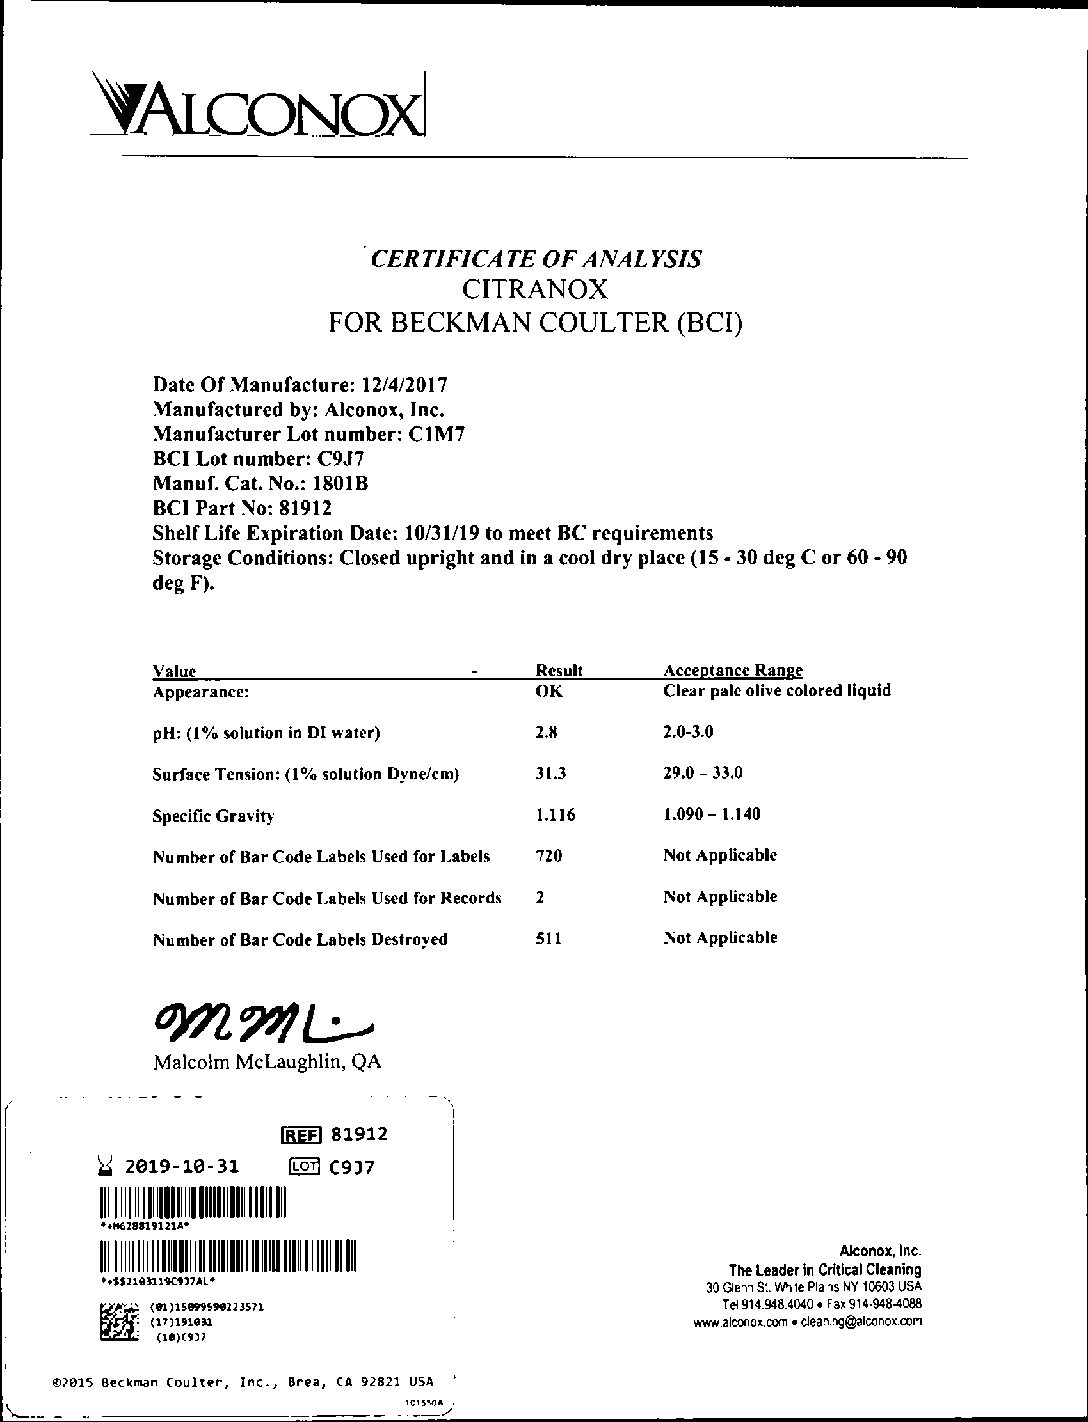 ALCONOX
CERTIFICATE OF ANALYSIS
CITRANOX
FOR BECKMAN COULTER (BCI)
Date Of Manufacture: 12/4/2017
Manufactured by: Alconox, Inc.
Manufacturer Lot number: C1M7
BCI Lot number: C9J7
Manuf. Cat. No.: 1801B
BCI Part No: 81912
Shelf Life Expiration Date: 10/31/19 to meet BC requirements
Storage Conditions: Closed upright and in a cool dry place (15 - 30 deg C or 60 - 90
deg F).
Value - Result Acceptance Range
Appearance: OK Clear pale olive colored liquid
pH: (1% solution in DI water) 2.8 2.0-3.0
Surface Tension: (1% solution Dyne/cm) 31.3 29.0 – 33.0
Specific Gravity 1.116 1.090 – 1.140
Number of Bar Code Labels Used for Labels 720 Not Applicable
Number of Bar Code Labels Used for Records 2 Not Applicable
Number of Bar Code Labels Destroyed 511 Not Applicable
Malcolm McLaughlin, QA
REF 81912
2019-10-31 LOT C9J7
*+M628819121A*
*+$$3103119C9J7AL*
(01)15099590223571
(17)191031
(10)C9J7
©2015 Beckman Coulter, Inc., Brea, CA 92821 USA
Alconox, Inc.
The Leader in Critical Cleaning
30 Glenn St. White Plains NY 10603 USA
Tel 914.948.4040 • Fax 914-948-4088
www.alconox.com • cleaning@alconox.com